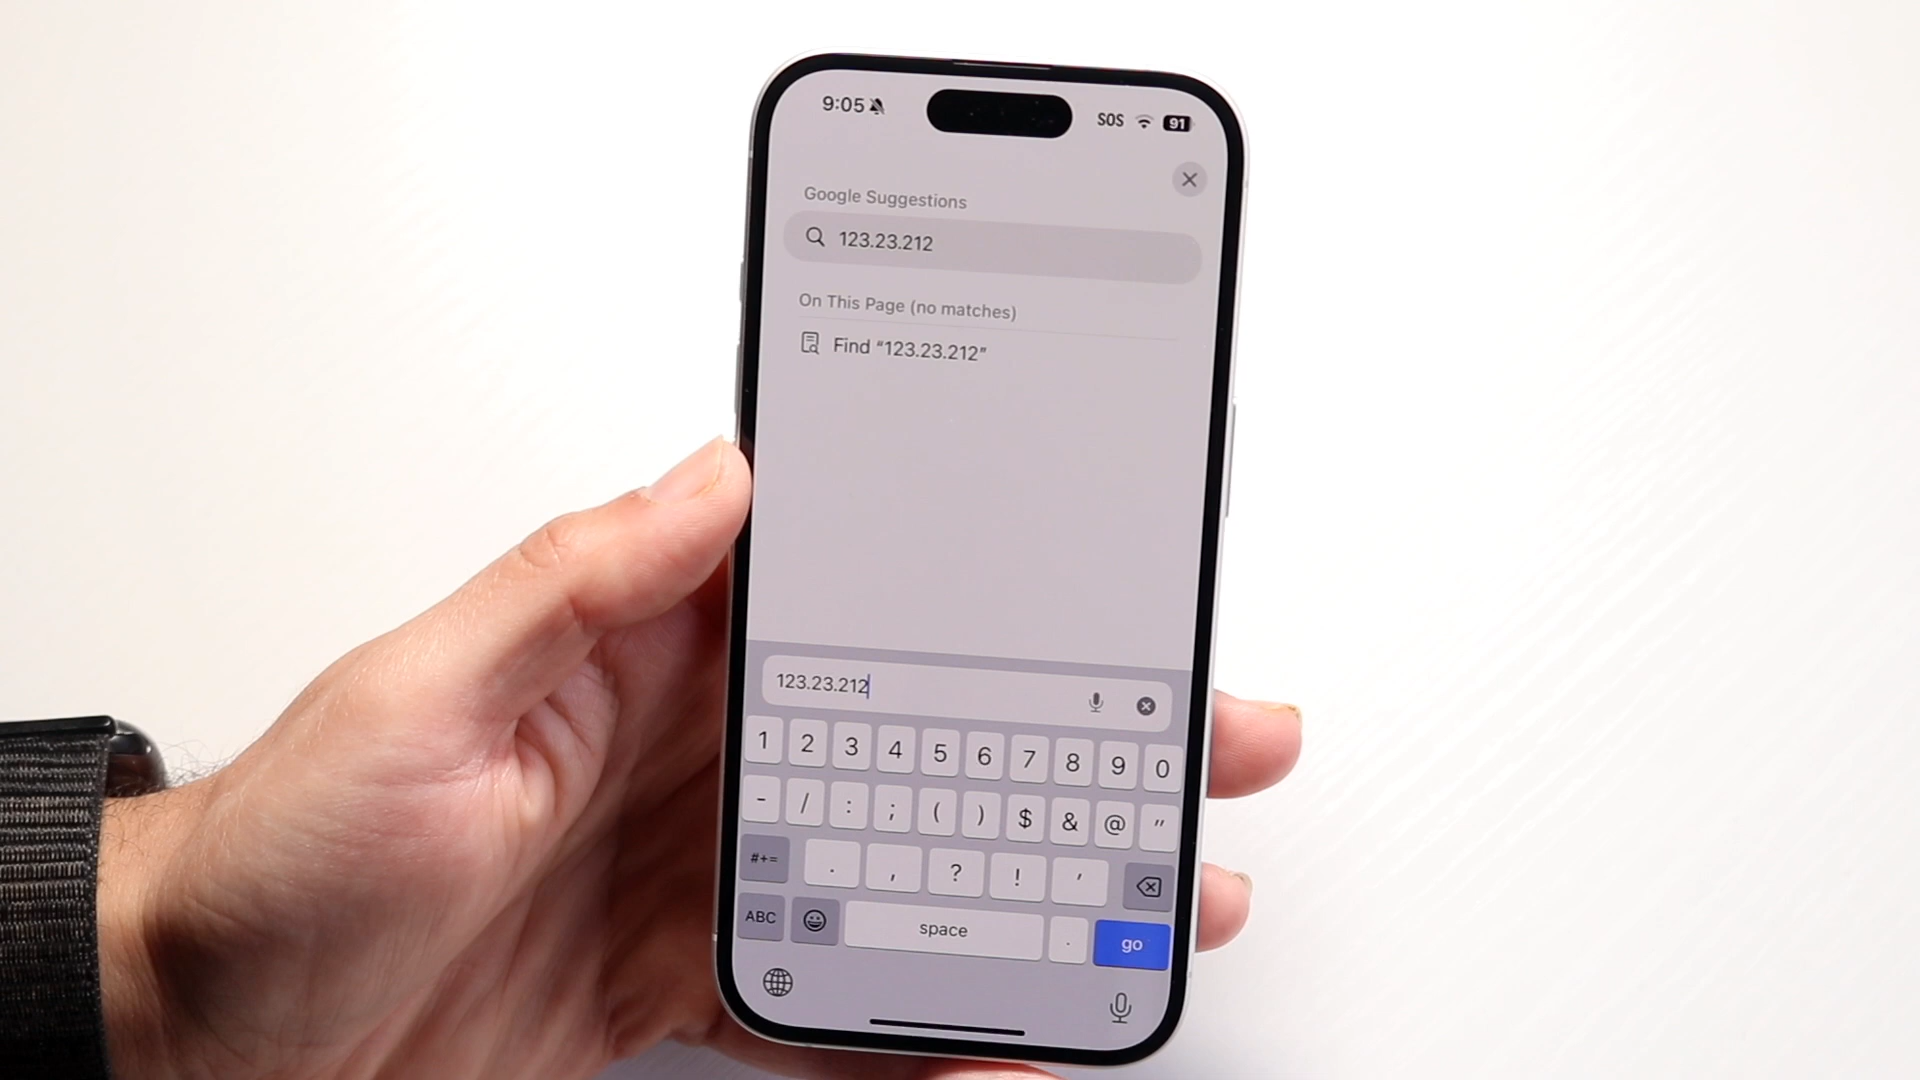 9:05
SOS 91
Google Suggestions
123.23.212
On This Page (no matches)
Find “123.23.212”
123.23.212
1 2 3 4 5 6 7 8 9 0
- / : ; ( ) $ & @ "
#+= . , ? ! '
ABC space . go